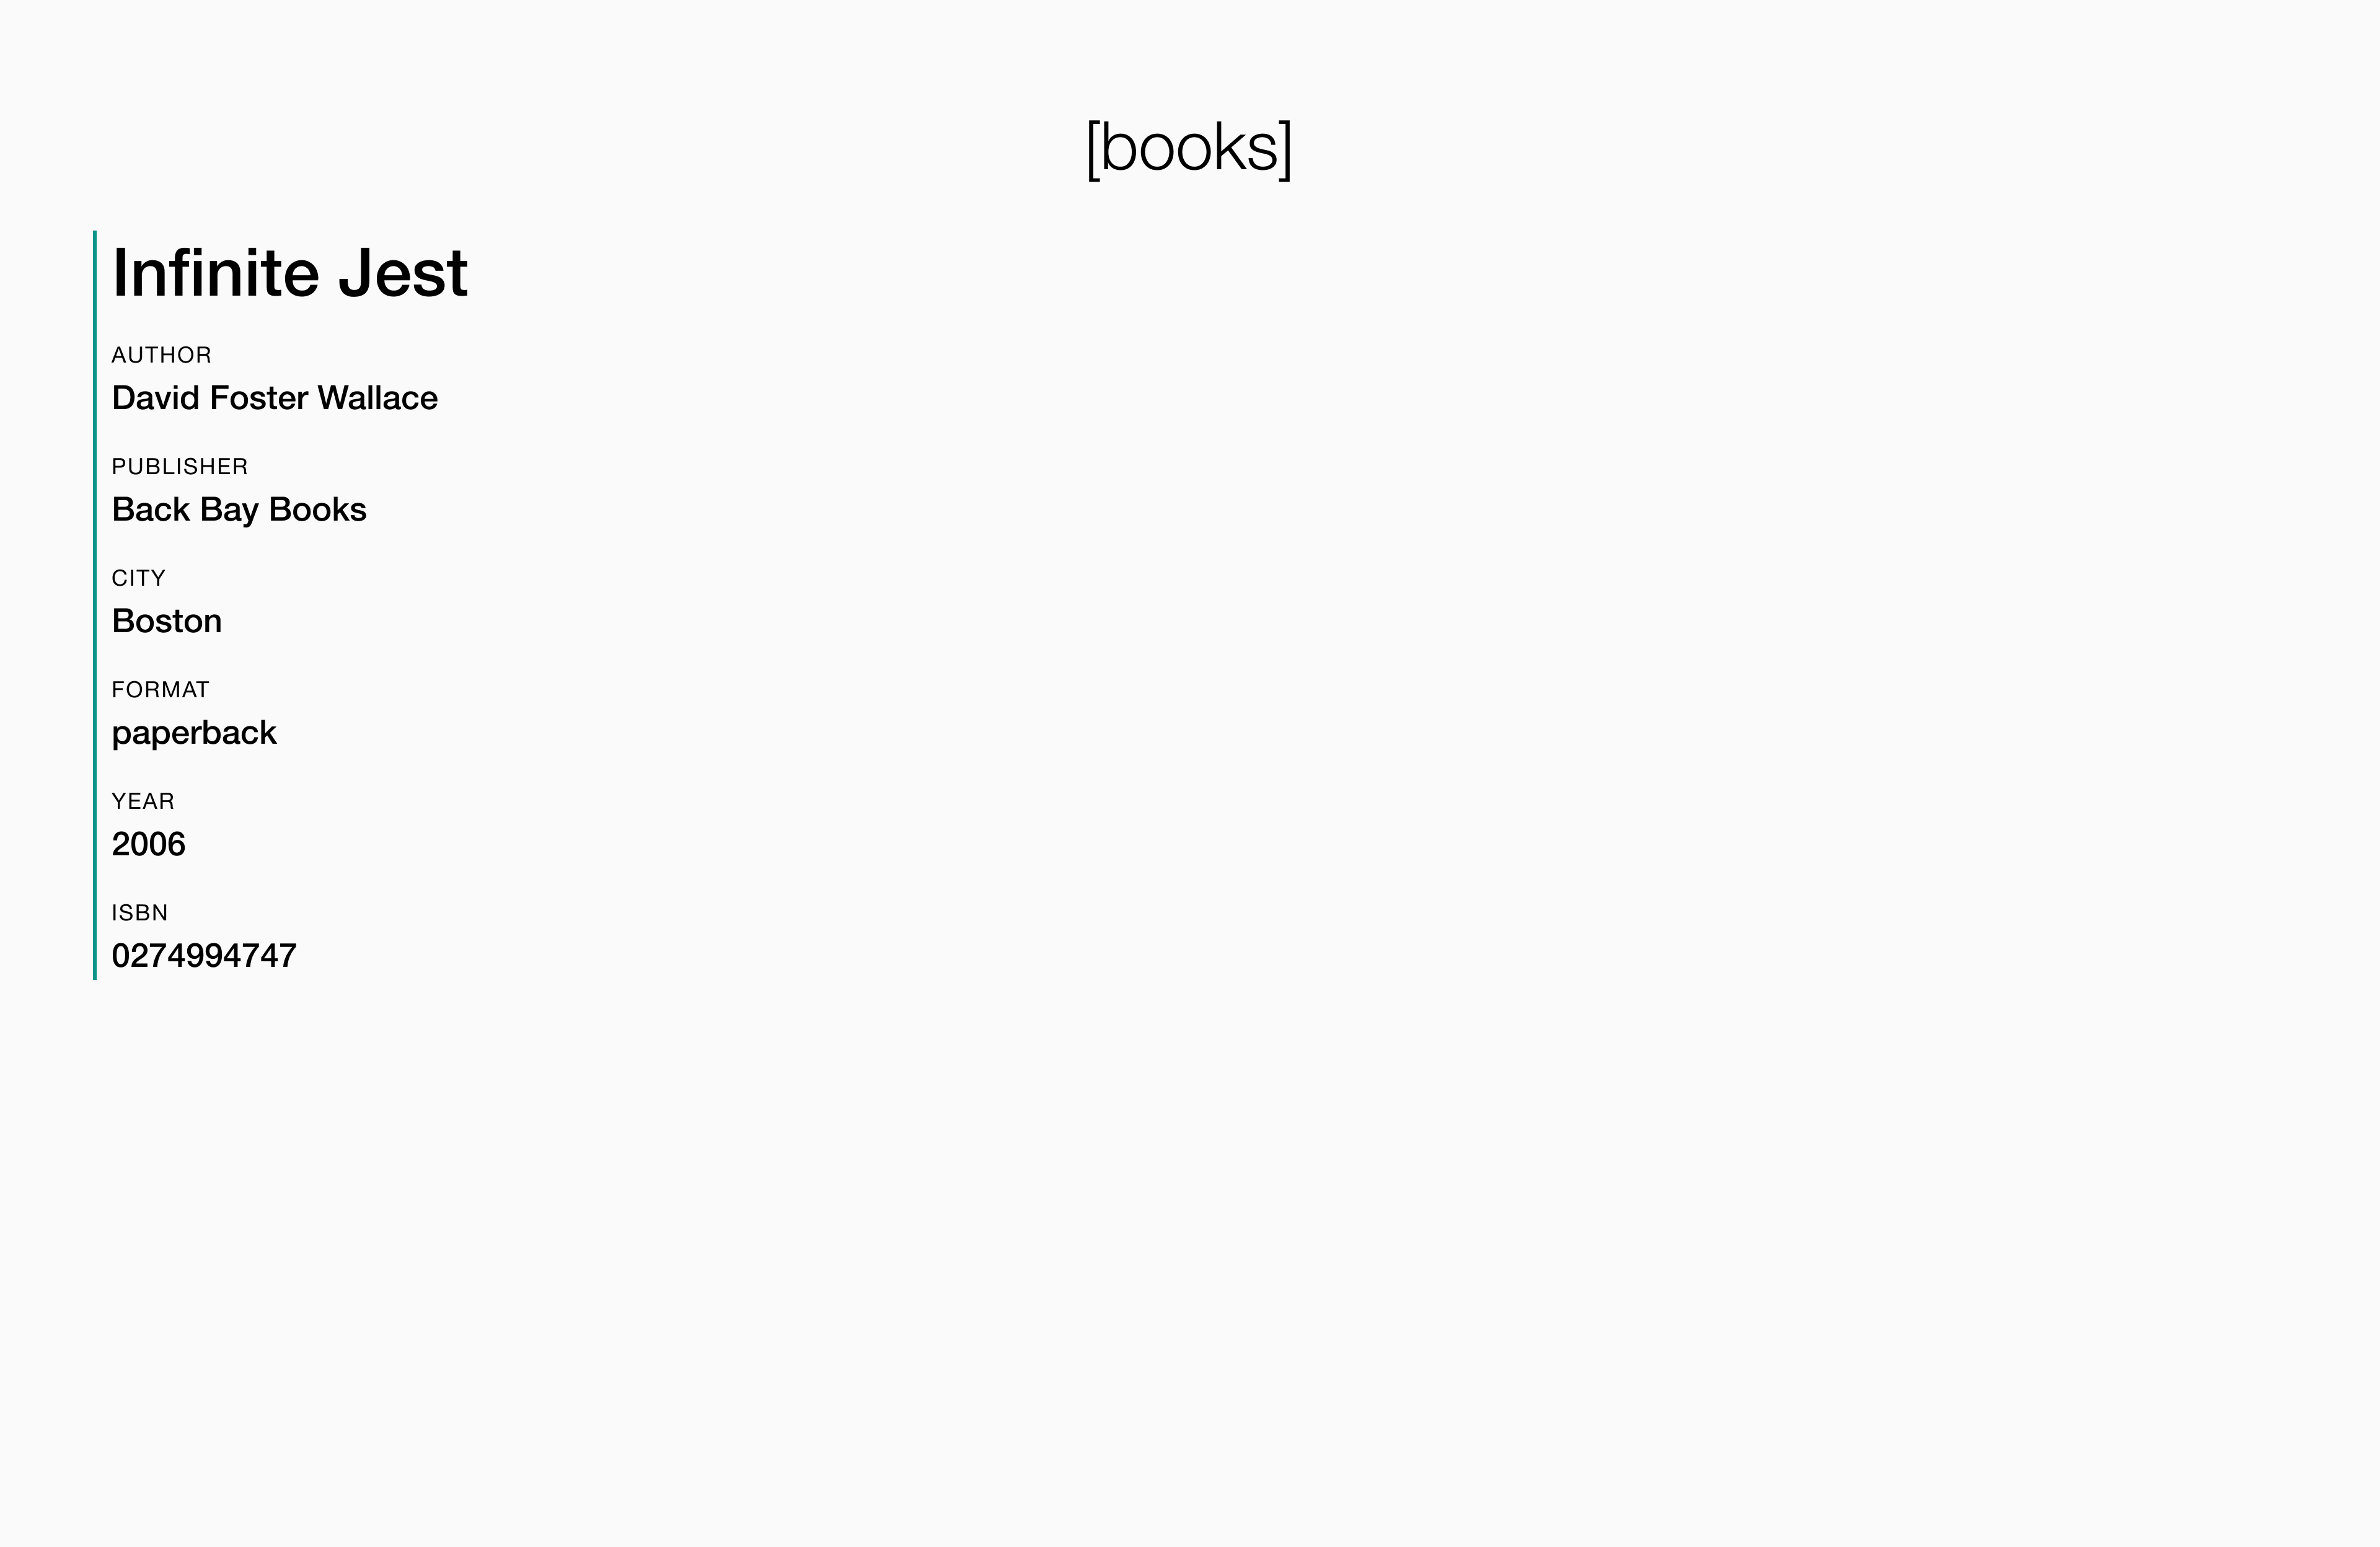 [books]
Infinite Jest
AUTHOR
David Foster Wallace
PUBLISHER
Back Bay Books
CITY
Boston
FORMAT
paperback
YEAR
2006
ISBN
0274994747